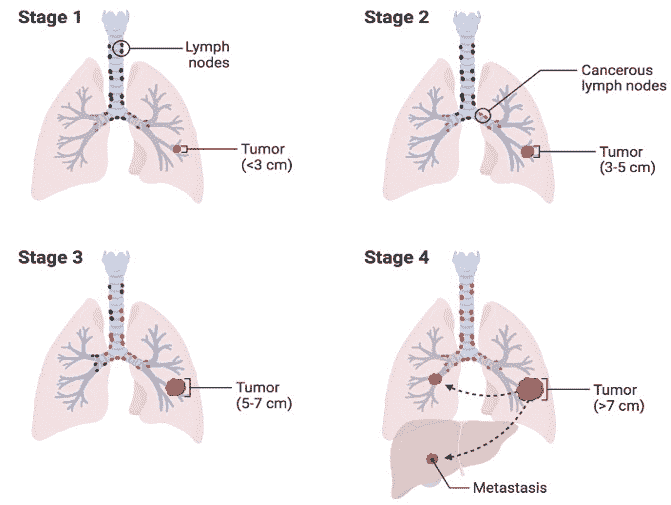 Stage 1
Lymph
nodes
Tumor
(<3 cm)
Stage 2
Cancerous
lymph nodes
Tumor
(3-5 cm)
Stage 3
Tumor
(5-7 cm)
Stage 4
Tumor
(>7 cm)
Metastasis